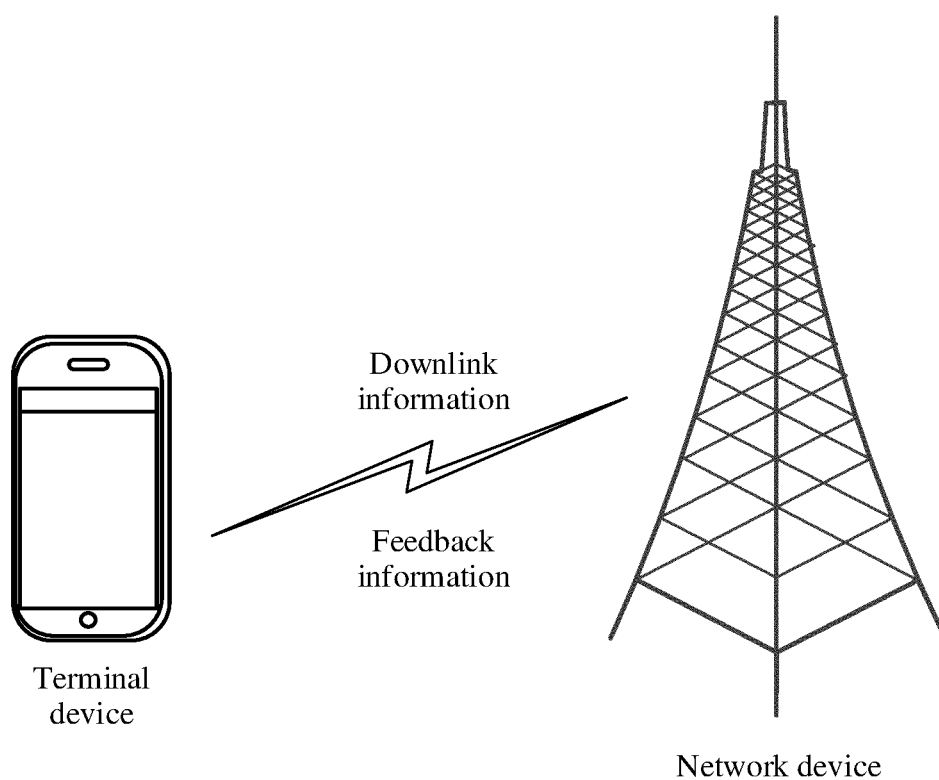 Downlink
information
Feedback
information
Terminal
device
Network device